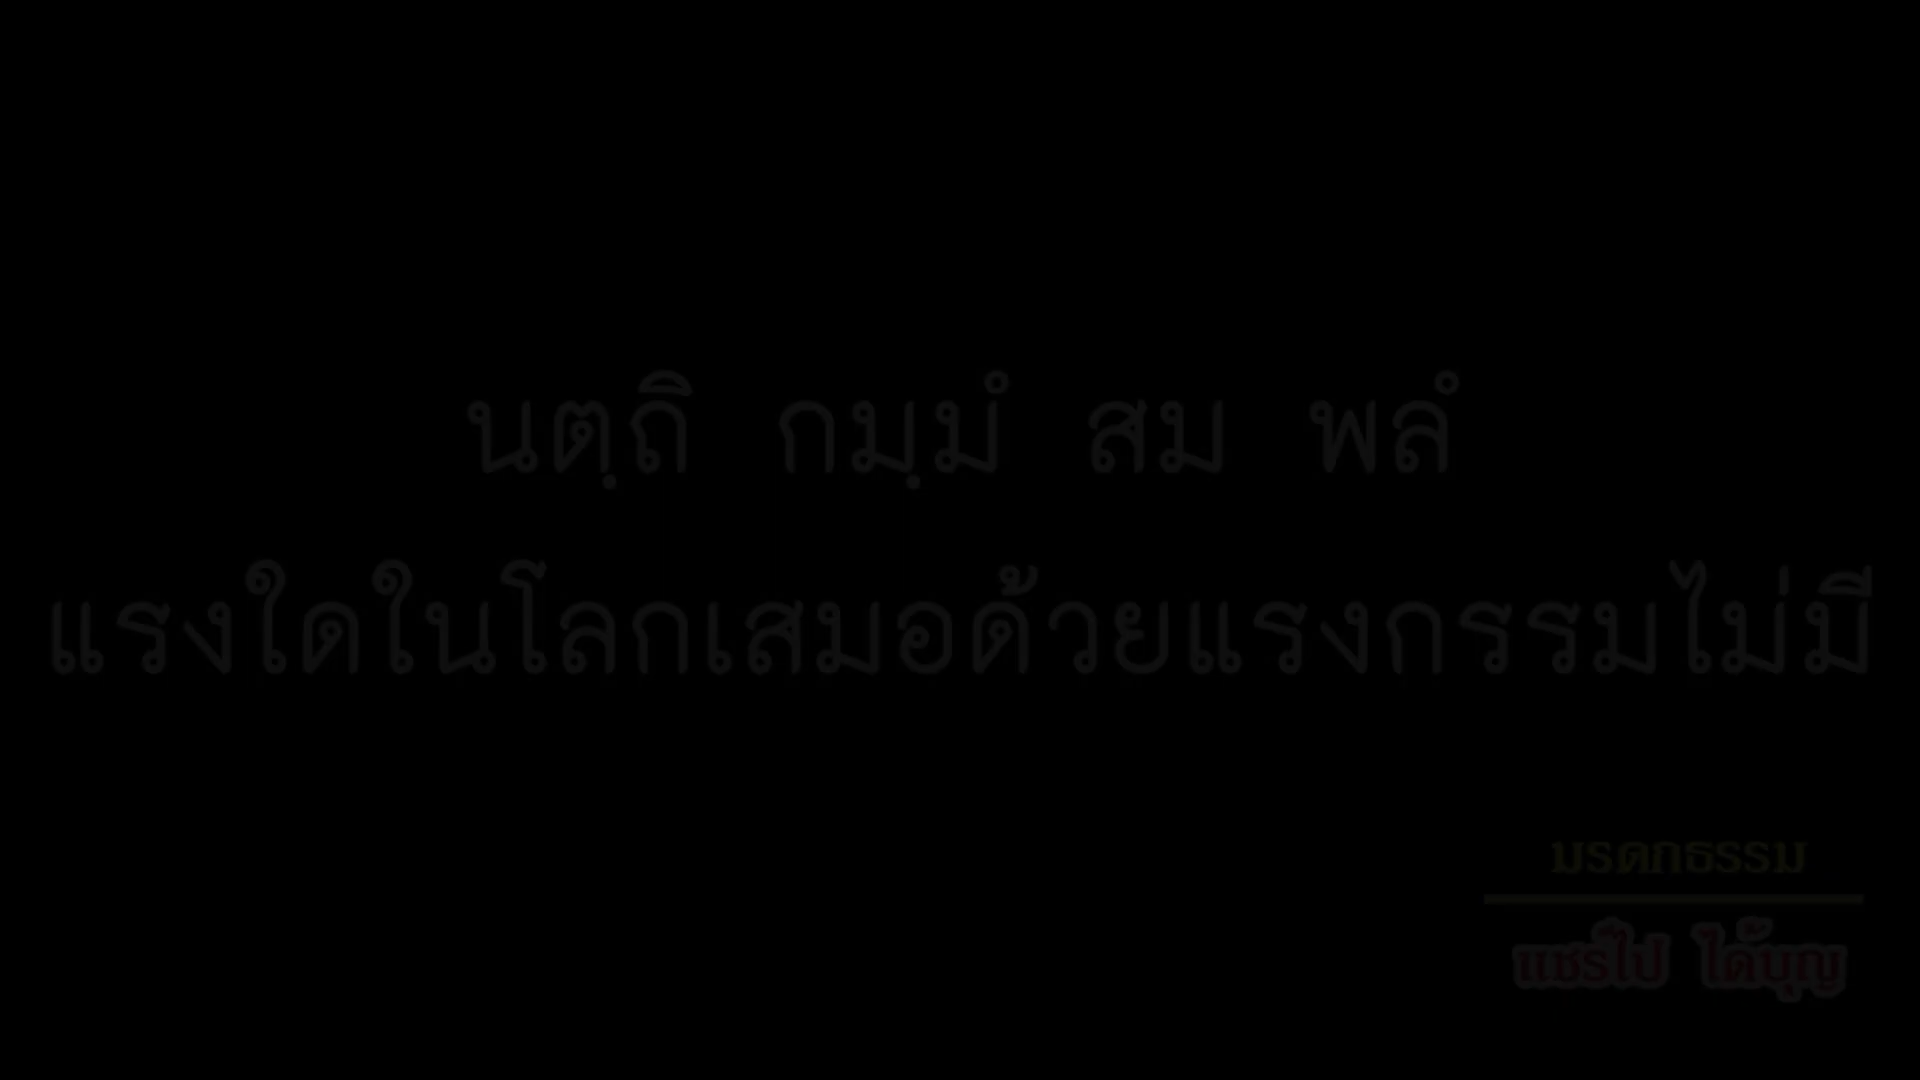 นตฺถิ กมฺมํ สม พลํ
แรงใดในโลกเสมอด้วยแรงกรรมไม่มี
มรดกธรรม
แชร์ไป ได้บุญ